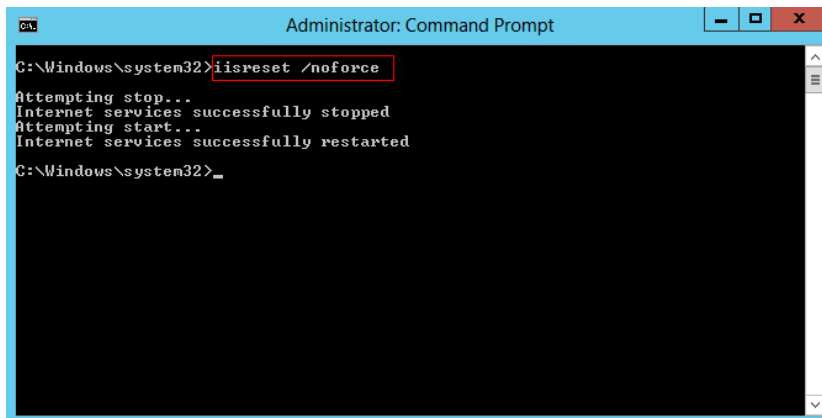 Administrator: Command Prompt
C:\Windows\system32>iisreset /noforce
Attempting stop...
Internet services successfully stopped
Attempting start...
Internet services successfully restarted
C:\Windows\system32>_